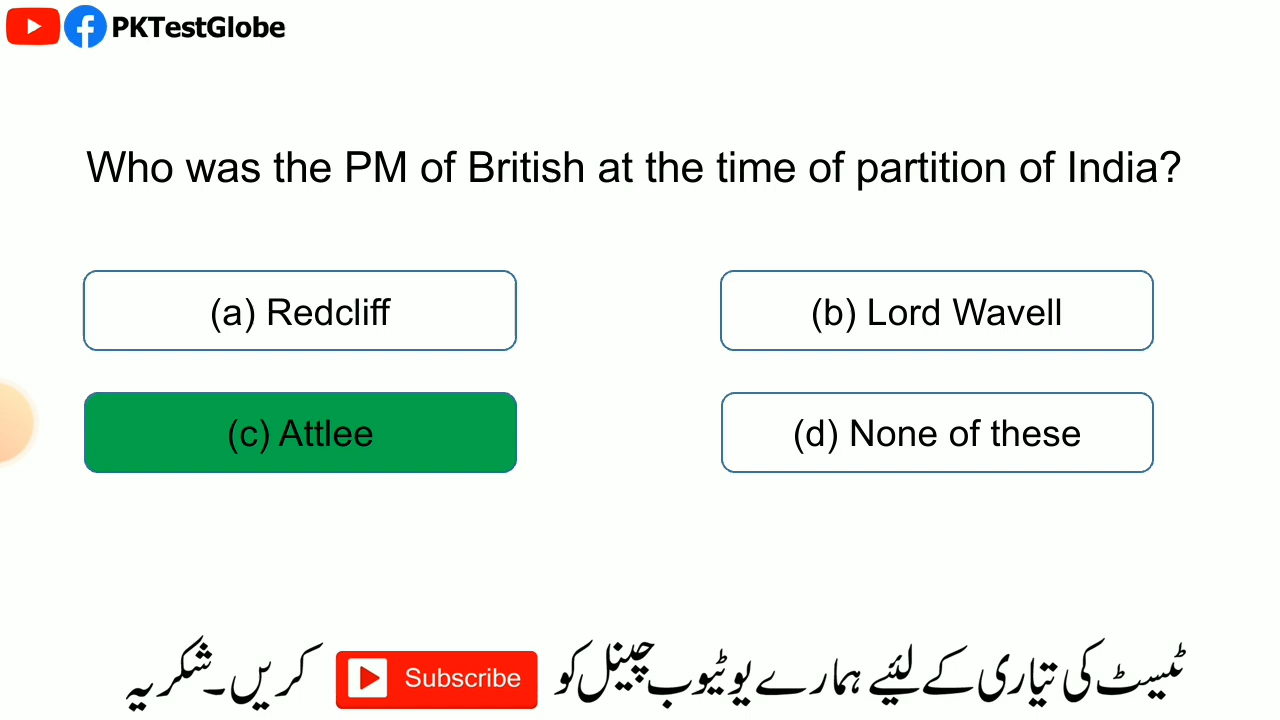 PKTestGlobe
Who was the PM of British at the time of partition of India?
(a) Redcliff
(b) Lord Wavell
(c) Attlee
(d) None of these
ٹیسٹ کی تیاری کے لئیے ہمارے یوٹیوب چینل کو Subscribe کریں۔شکریہ